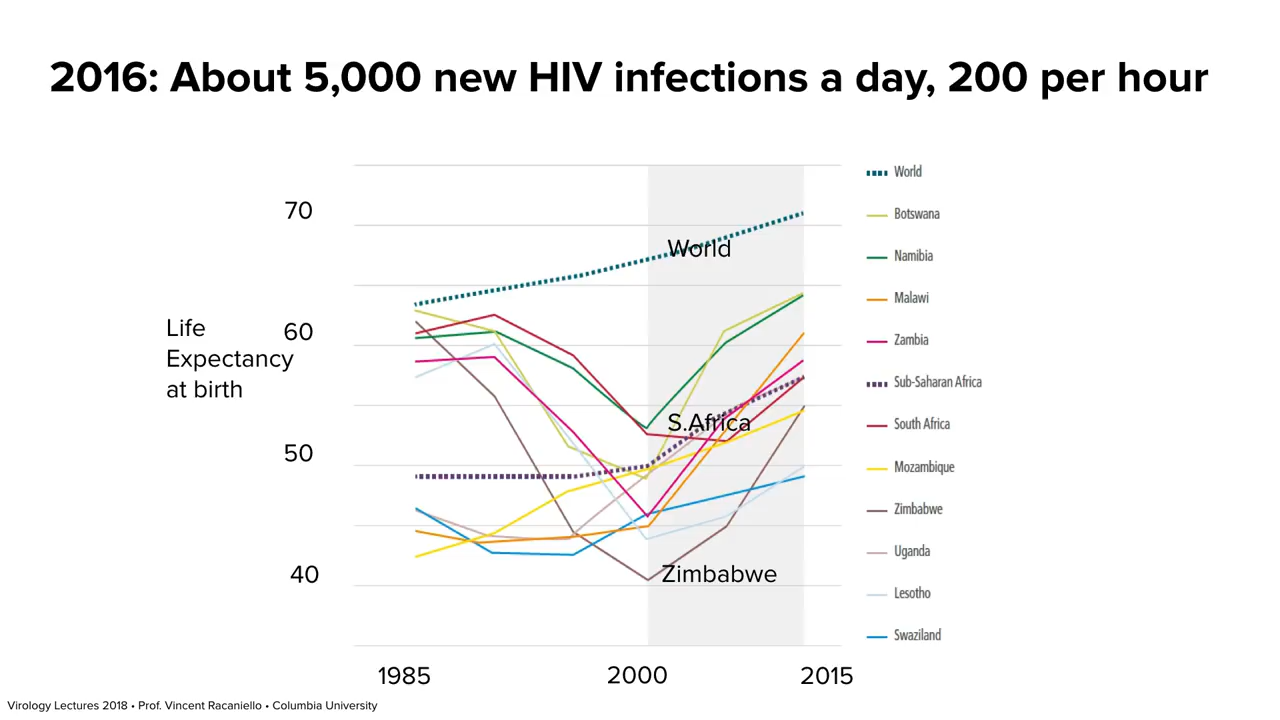 2016: About 5,000 new HIV infections a day, 200 per hour
70
60
50
40
Life
Expectancy
at birth
World
S.Africa
Zimbabwe
1985
2000
2015
World
Botswana
Namibia
Malawi
Zambia
Sub-Saharan Africa
South Africa
Mozambique
Zimbabwe
Uganda
Lesotho
Swaziland
Virology Lectures 2018 • Prof. Vincent Racaniello • Columbia University